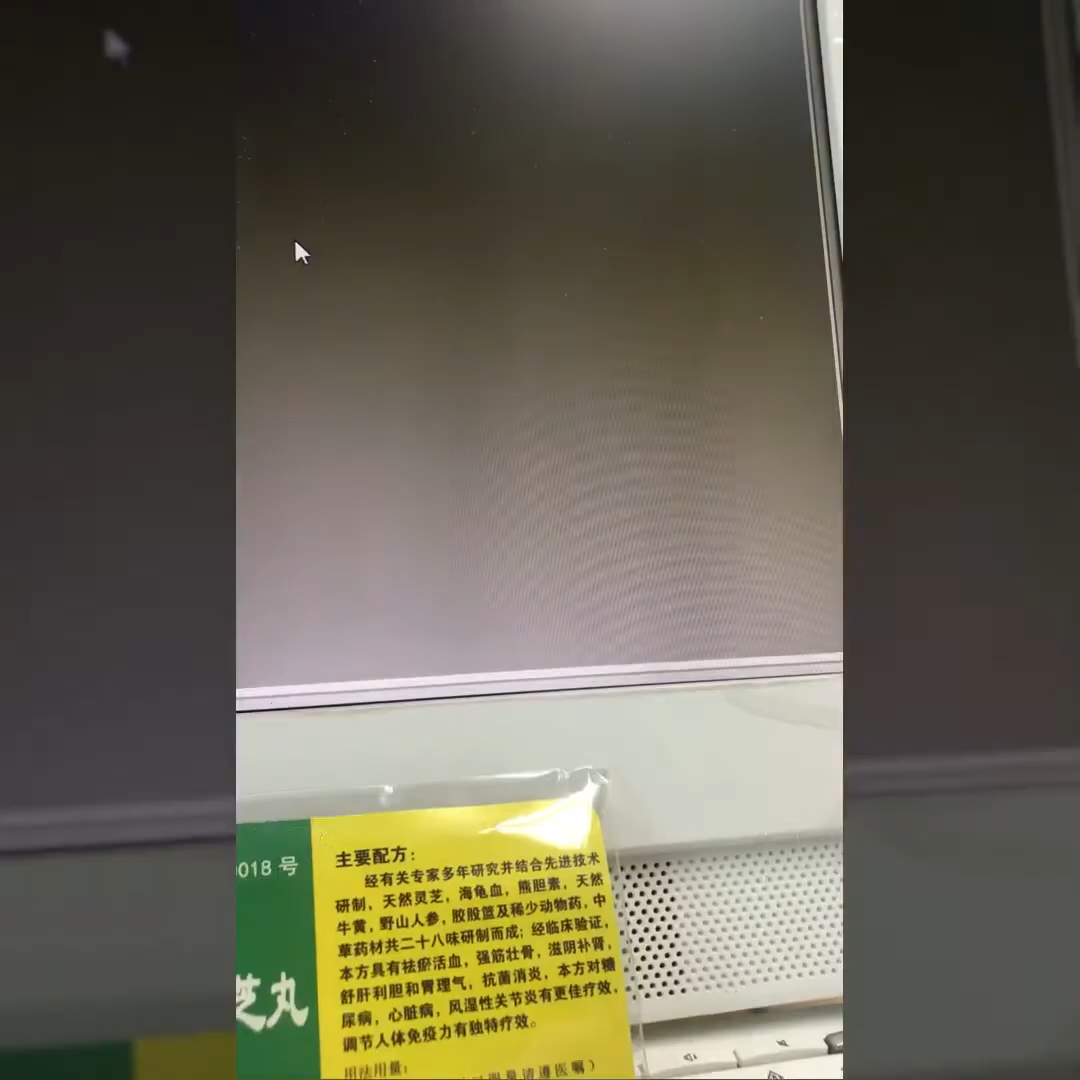 0018 号
芝丸
主要配方：
经有关专家多年研究并结合先进技术
研制，天然灵芝，海龟血，熊胆素，天然
牛黄，野山人参，胶股篮及稀少动物药，中
草药材共二十八味研制而成；经临床验证，
本方具有祛瘀活血，强筋壮骨，滋阴补肾，
舒肝利胆和胃理气，抗菌消炎，本方对糖
尿病，心脏病，风湿性关节炎有更佳疗效，
调节人体免疫力有独特疗效。
用法用量：
请遵医嘱）